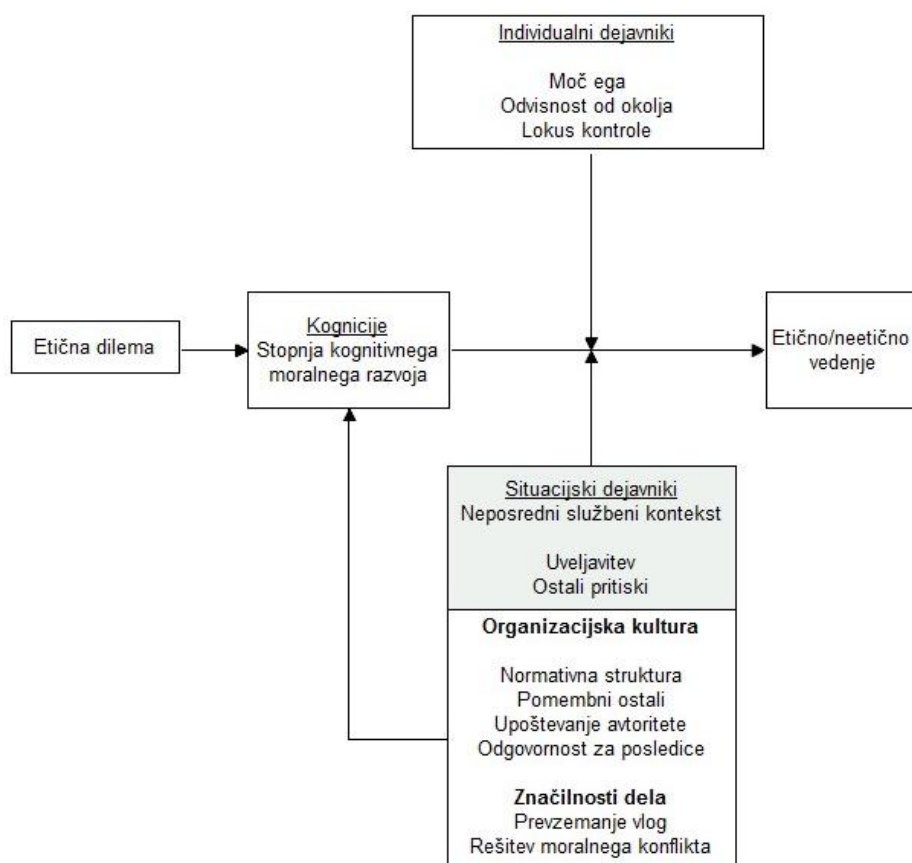 Individualni dejavniki
Moč ega
Odvisnost od okolja
Lokus kontrole
Etična dilema
Kognicije
Stopnja kognitivnega
moralnega razvoja
Etično/neetično
vedenje
Situacijski dejavniki
Neposredni službeni kontekst
Uveljavitev
Ostali pritiski
Organizacijska kultura
Normativna struktura
Pomembni ostali
Upoštevanje avtoritete
Odgovornost za posledice
Značilnosti dela
Prevzemanje vlog
Rešitev moralnega konflikta